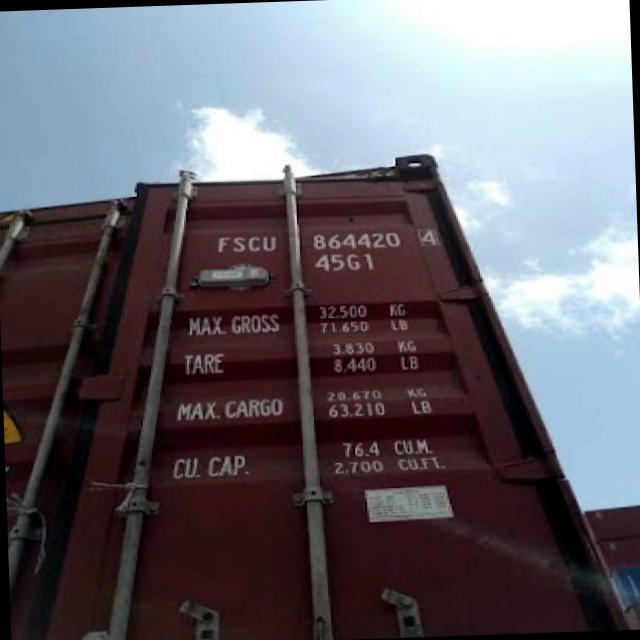 FSCU 864420 4
45G1
MAX. GROSS 32.500 KG
71.650 LB
TARE 3.830 KG
8.440 LB
MAX. CARGO 28.670 KG
63.210 LB
CU. CAP. 76.4 CU.M.
2.700 CU.FT.